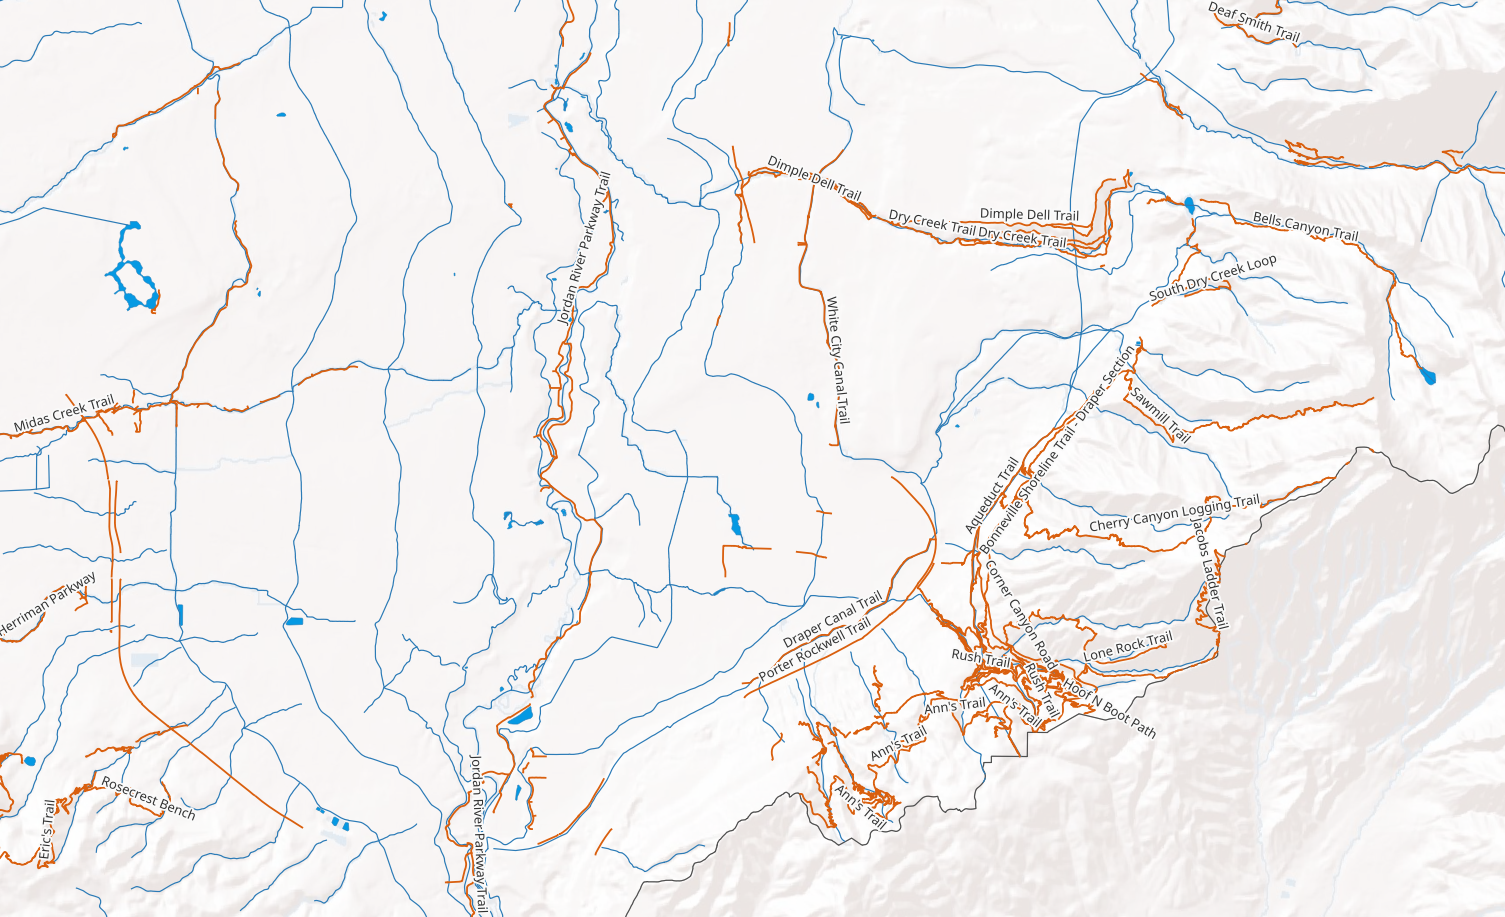 Deaf Smith Trail
Dimple Dell Trail
Jordan River Parkway Trail
Dimple Dell Trail
Dry Creek Trail
Dry Creek Trail
Bells Canyon Trail
South Dry Creek Loop
White City Canal Trail
Midas Creek Trail
Bonneville Shoreline Trail - Draper Section
Sawmill Trail
Aqueduct Trail
Cherry Canyon Logging Trail
Jacobs Ladder Trail
Herriman Parkway
Corner Canyon Road
Draper Canal Trail
Porter Rockwell Trail
Lone Rock Trail
Rush Trail
Rush Trail
Hoof N Boot Path
Ann's Trail
Ann's Trail
Ann's Trail
Ann's Trail
Rosecrest Bench
Eric's Trail
Jordan River Parkway Trail